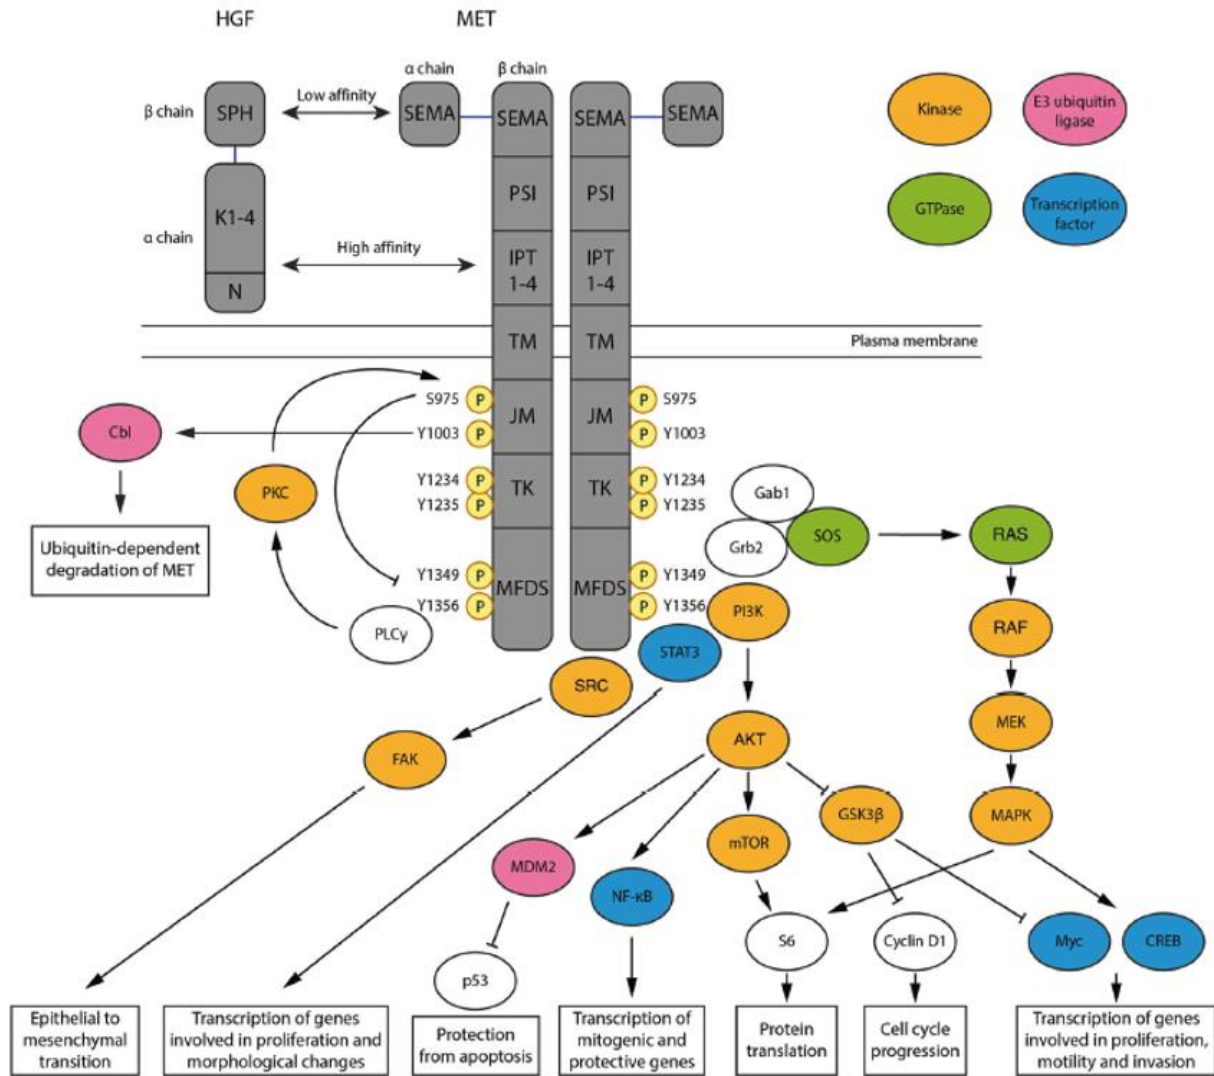 HGF
MET
α chain
β chain
β chain
SPH
Low affinity
SEMA
SEMA
SEMA
SEMA
Kinase
E3 ubiquitin
ligase
PSI
PSI
K1-4
α chain
GTPase
Transcription
factor
High affinity
IPT
1-4
IPT
1-4
N
TM
TM
Plasma membrane
S975
P
JM
JM
P
S975
Cbl
Y1003
P
P
Y1003
PKC
Y1234
P
TK
TK
P
Y1234
Y1235
P
P
Y1235
Gab1
Grb2
SOS
RAS
Ubiquitin-dependent
degradation of MET
Y1349
P
MFDS
MFDS
P
Y1349
Y1356
P
P
Y1356
PLCγ
PI3K
RAF
STAT3
SRC
MEK
FAK
AKT
GSK3β
MAPK
mTOR
MDM2
NF-κB
S6
Cyclin D1
Myc
CREB
p53
Epithelial to
mesenchymal
transition
Transcription of genes
involved in proliferation and
morphological changes
Protection
from apoptosis
Transcription of
mitogenic and
protective genes
Protein
translation
Cell cycle
progression
Transcription of genes
involved in proliferation,
motility and invasion